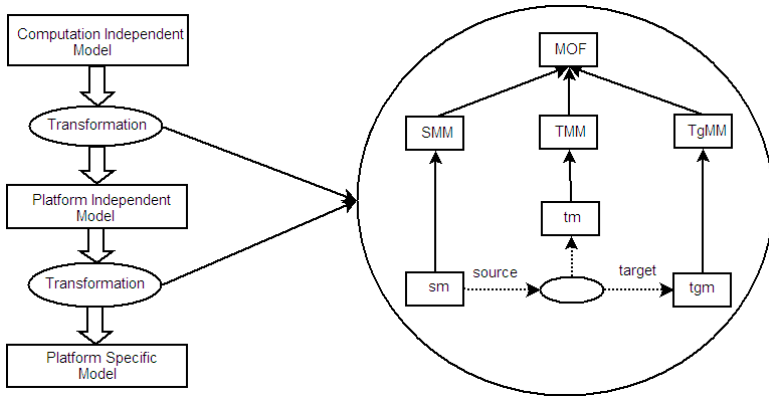 Computation Independent
Model
Transformation
Platform Independent
Model
Transformation
Platform Specific
Model
MOF
SMM
TMM
TgMM
tm
source
target
sm
tgm